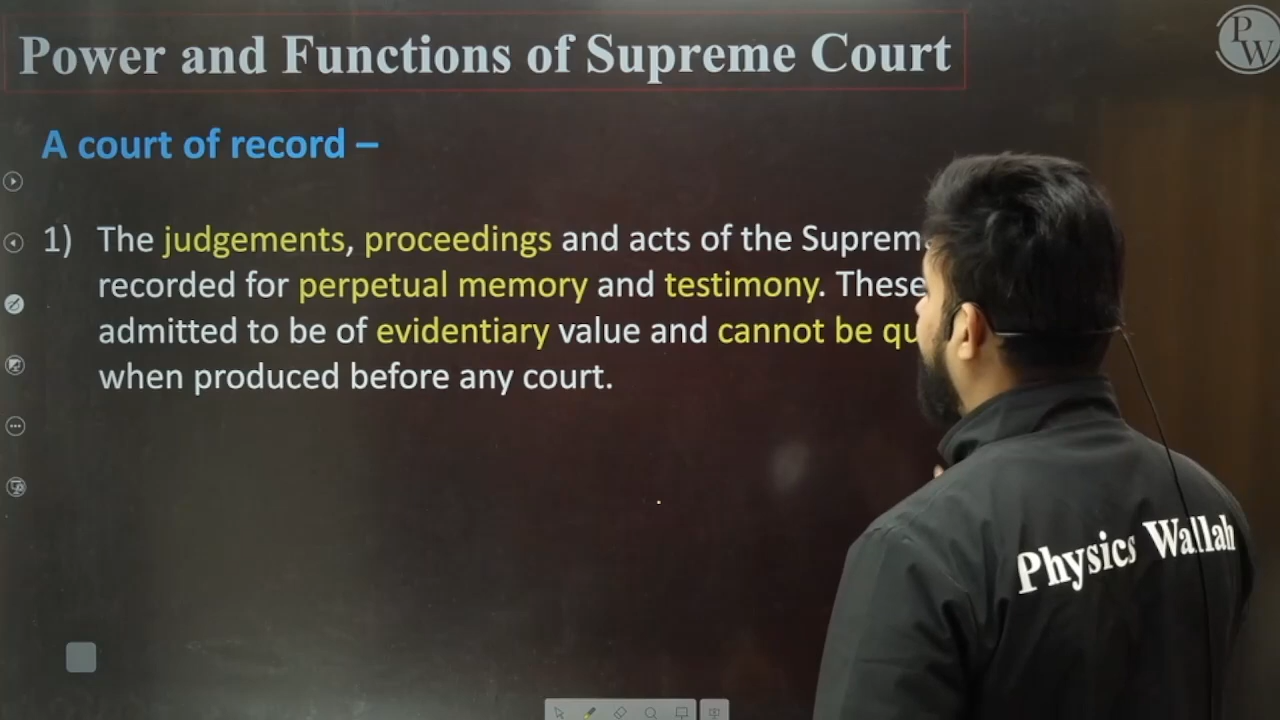 Power and Functions of Supreme Court
P
W
A court of record –
1) The judgements, proceedings and acts of the
recorded for perpetual memory and testimony. These
admitted to be of evidentiary value and cannot be
when produced before any court.
Physics Wallah